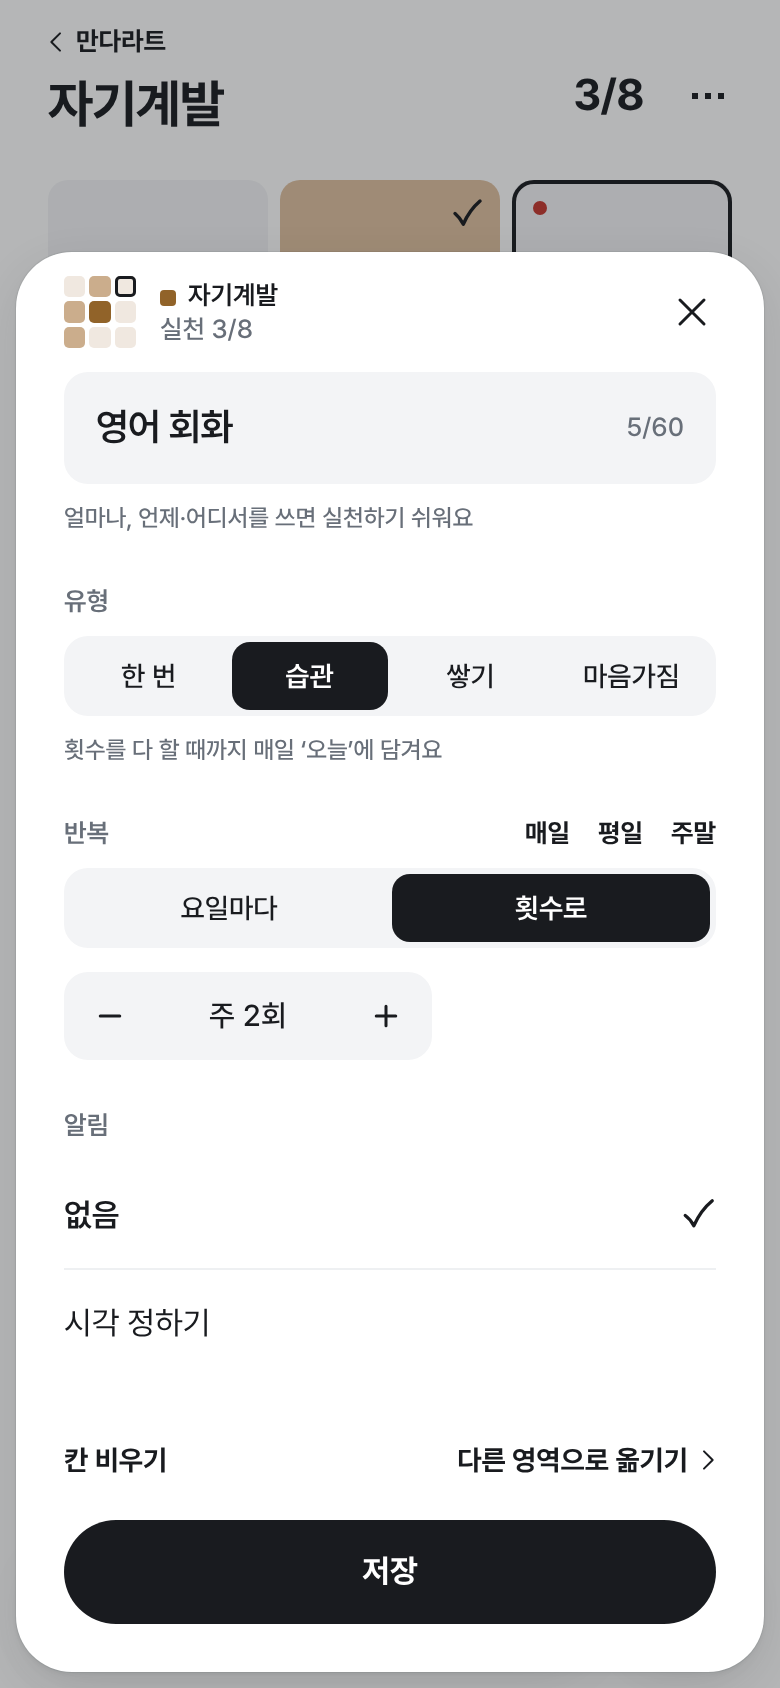 만다라트
자기계발
3/8
자기계발
실천 3/8
영어 회화
5/60
얼마나, 언제·어디서를 쓰면 실천하기 쉬워요
유형
한 번 습관 쌓기 마음가짐
횟수를 다 할 때까지 매일 ‘오늘’에 담겨요
반복
매일 평일 주말
요일마다 횟수로
주 2회
알림
없음
시각 정하기
칸 비우기
다른 영역으로 옮기기
저장